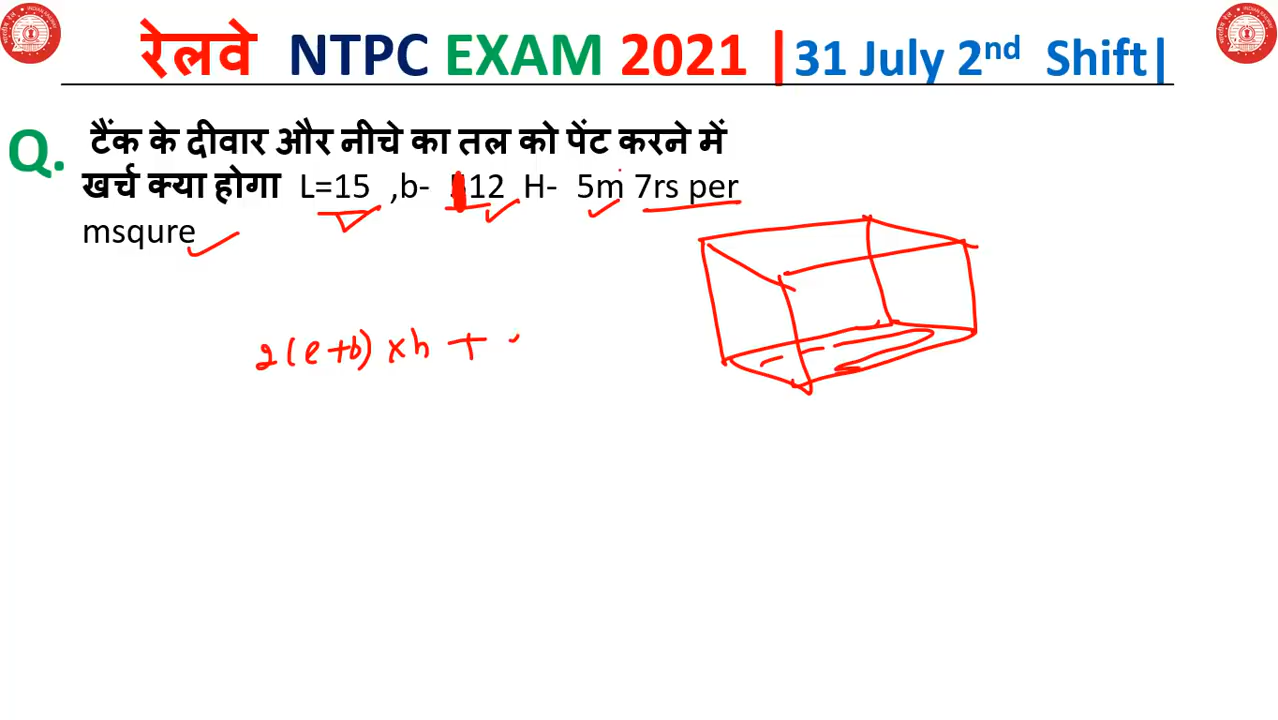 रेलवे NTPC EXAM 2021 |31 July 2nd Shift|
Q. टैंक के दीवार और नीचे का तल को पेंट करने में
खर्च क्या होगा L=15 ,b- 12 H- 5m 7rs per
msqure
2(l+b) ×h +